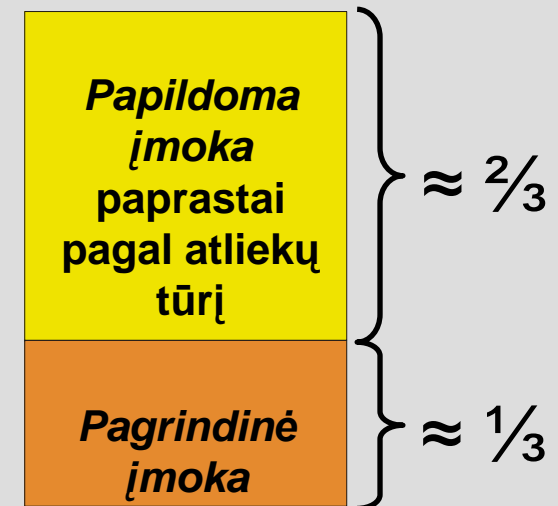 Papildoma
įmoka
paprastai
pagal atliekų
tūrį
≈ ⅔
Pagrindinė
įmoka
≈ ⅓